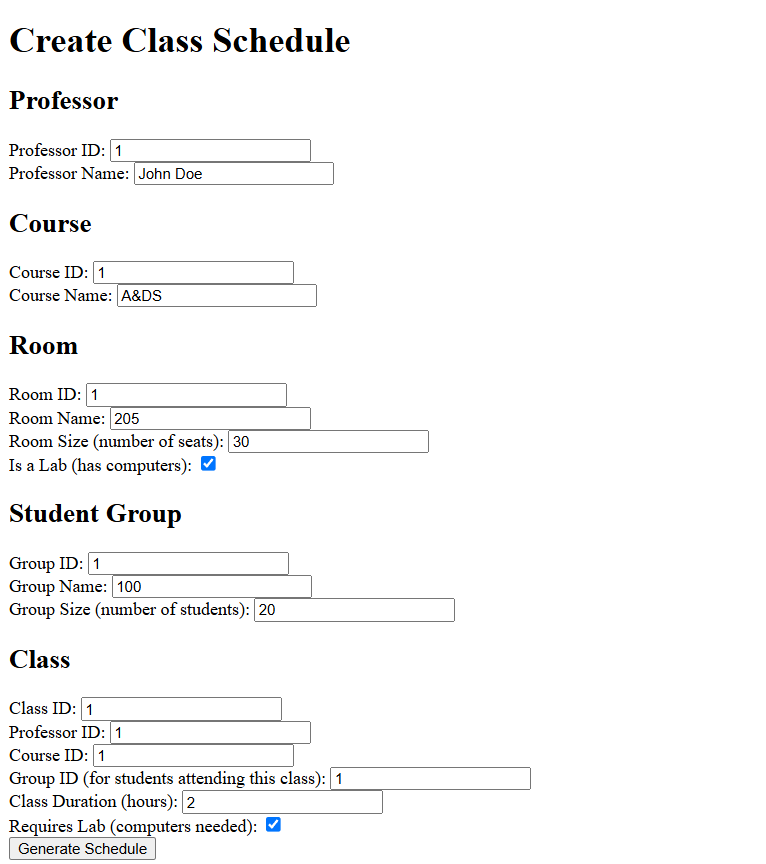 Create Class Schedule
Professor
Professor ID: 1
Professor Name: John Doe
Course
Course ID: 1
Course Name: A&DS
Room
Room ID: 1
Room Name: 205
Room Size (number of seats): 30
Is a Lab (has computers):
Student Group
Group ID: 1
Group Name: 100
Group Size (number of students): 20
Class
Class ID: 1
Professor ID: 1
Course ID: 1
Group ID (for students attending this class): 1
Class Duration (hours): 2
Requires Lab (computers needed):
Generate Schedule